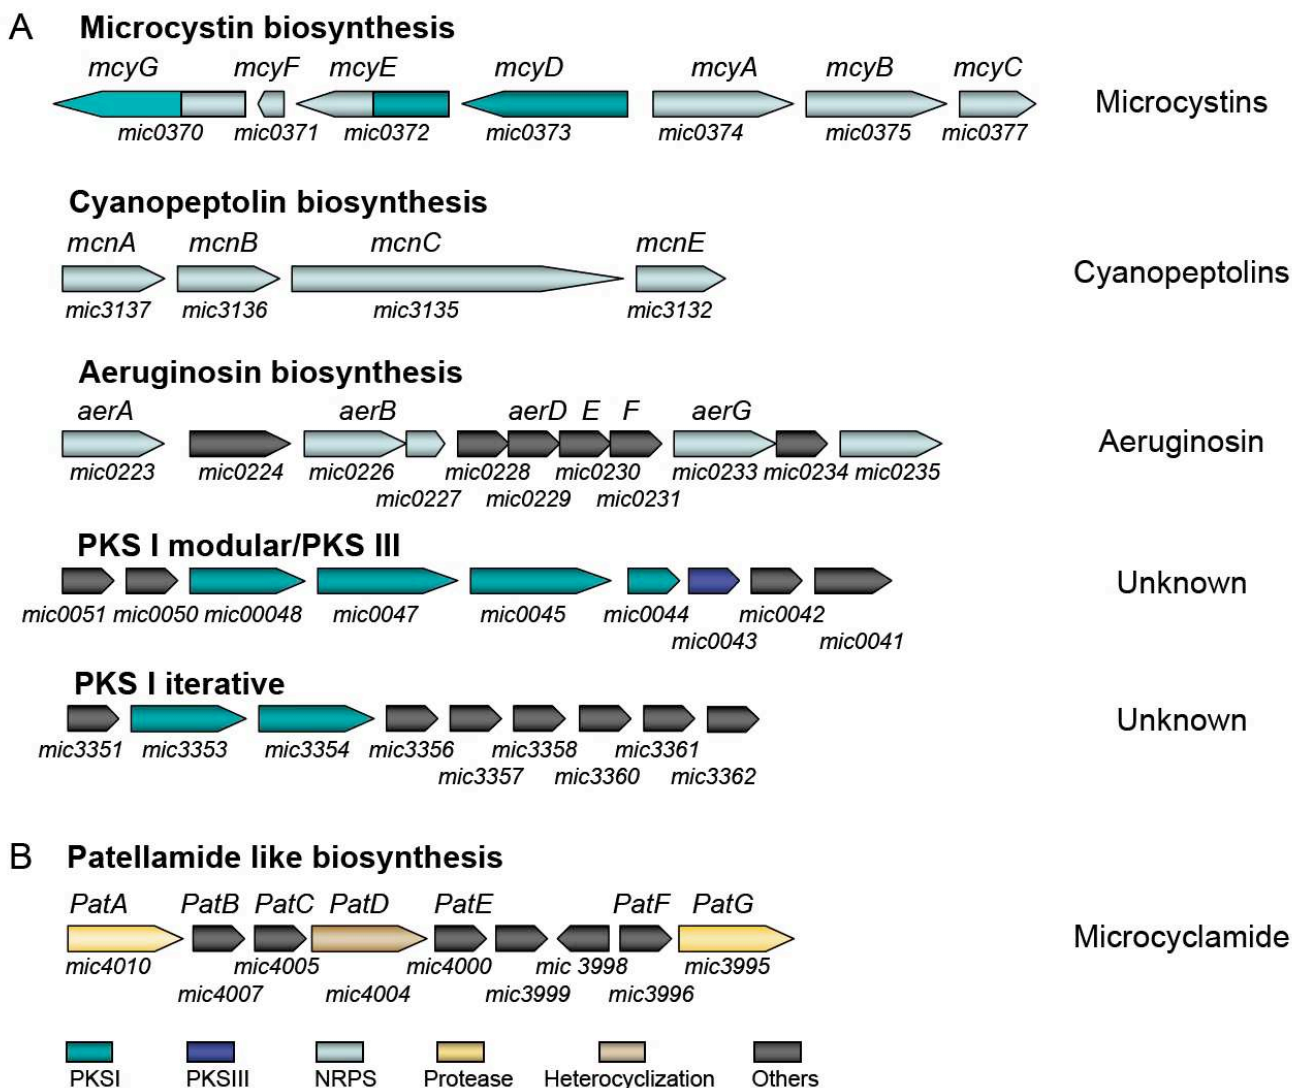 A Microcystin biosynthesis
mcyG mcyF mcyE mcyD mcyA mcyB mcyC
Microcystins
mic0370 mic0371 mic0372 mic0373 mic0374 mic0375 mic0377
Cyanopeptolin biosynthesis
mcnA mcnB mcnC mcnE
Cyanopeptolins
mic3137 mic3136 mic3135 mic3132
Aeruginosin biosynthesis
aerA aerB aerD E F aerG
Aeruginosin
mic0223 mic0224 mic0226 mic0228 mic0230 mic0233 mic0234 mic0235
mic0227 mic0229 mic0231
PKS I modular/PKS III
Unknown
mic0051 mic0050 mic00048 mic0047 mic0045 mic0044 mic0042
mic0043 mic0041
PKS I iterative
Unknown
mic3351 mic3353 mic3354 mic3356 mic3358 mic3361
mic3357 mic3360 mic3362
B Patellamide like biosynthesis
PatA PatB PatC PatD PatE PatF PatG
Microcyclamide
mic4010 mic4005 mic4000 mic 3998 mic3995
mic4007 mic4004 mic3999 mic3996
PKSI PKSIII NRPS Protease Heterocyclization Others